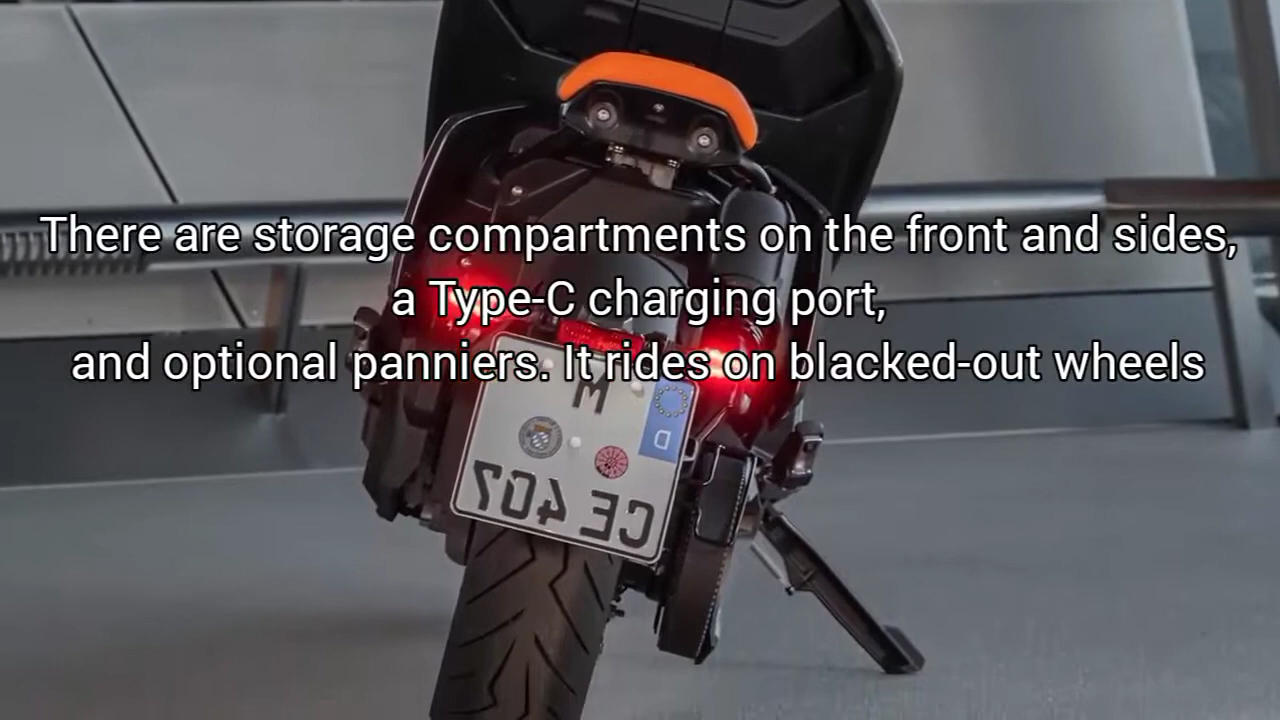 There are storage compartments on the front and sides,
a Type-C charging port,
and optional panniers. It rides on blacked-out wheels
M
D
CE 407